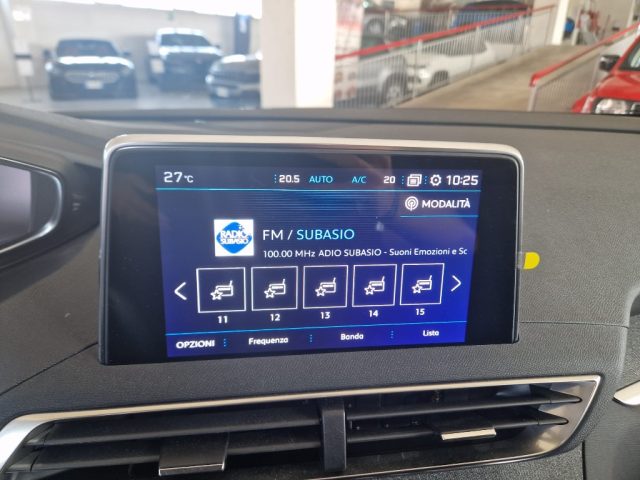 27°C 20.5 AUTO A/C 20 10:25
MODALITÀ
RADIO SUBASIO
FM / SUBASIO
100.00 MHz ADIO SUBASIO - Suoni Emozioni e Sc
11 12 13 14 15
OPZIONI Frequenza Banda Lista